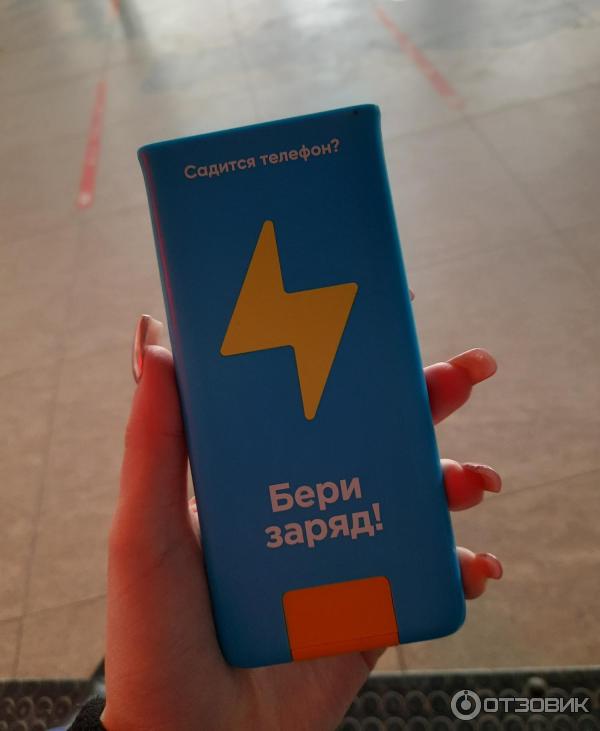 Садится телефон?
Бери
заряд!
ОТЗОВИК